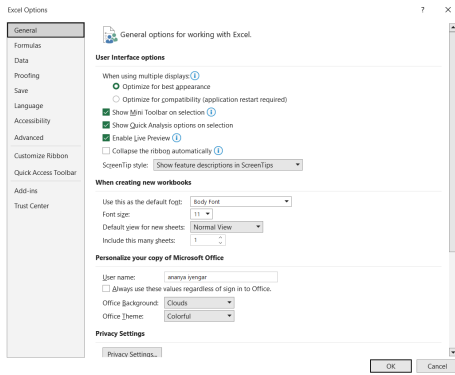 Excel Options
?
General
Formulas
Data
Proofing
Save
Language
Accessibility
Advanced
Customize Ribbon
Quick Access Toolbar
Add-ins
Trust Center
General options for working with Excel.
User Interface options
When using multiple displays:
Optimize for best appearance
Optimize for compatibility (application restart required)
Show Mini Toolbar on selection
Show Quick Analysis options on selection
Enable Live Preview
Collapse the ribbon automatically
ScreenTip style: Show feature descriptions in ScreenTips
When creating new workbooks
Use this as the default font: Body Font
Font size: 11
Default view for new sheets: Normal View
Include this many sheets: 1
Personalize your copy of Microsoft Office
User name: ananya iyengar
Always use these values regardless of sign in to Office.
Office Background: Clouds
Office Theme: Colorful
Privacy Settings
Privacy Settings...
OK Cancel